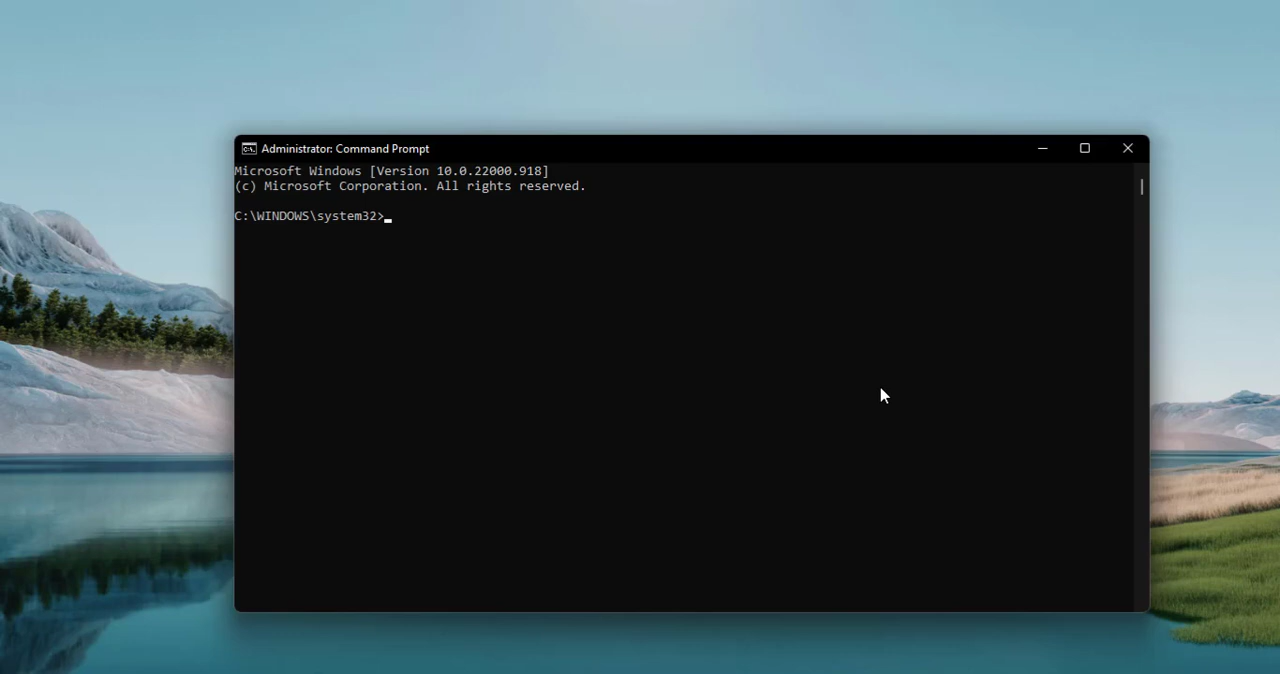 Administrator: Command Prompt
Microsoft Windows [Version 10.0.22000.918]
(c) Microsoft Corporation. All rights reserved.
C:\WINDOWS\system32>